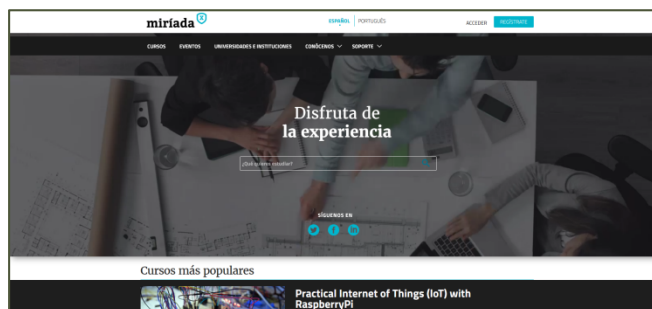 miríada x
ESPAÑOL | PORTUGUÊS
ACCEDER
REGÍSTRATE
CURSOS EVENTOS UNIVERSIDADES E INSTITUCIONES CONÓCENOS SOPORTE
Disfruta de
la experiencia
¿Qué quieres estudiar?
SÍGUENOS EN
Cursos más populares
Practical Internet of Things (IoT) with
RaspberryPi